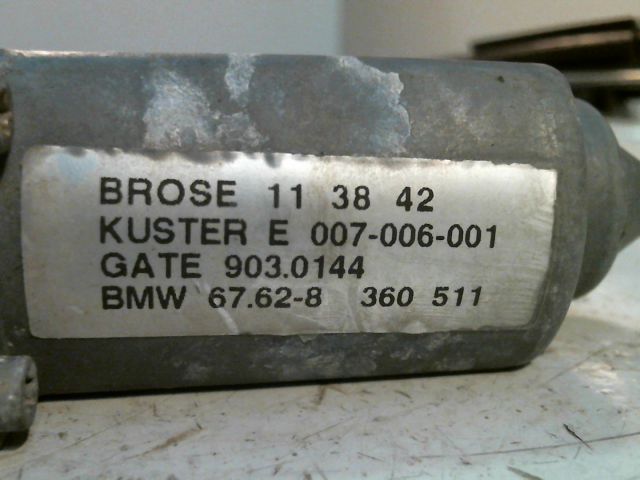 BROSE 11 38 42
KUSTER E 007-006-001
GATE 903.0144
BMW 67.62-8 360 511